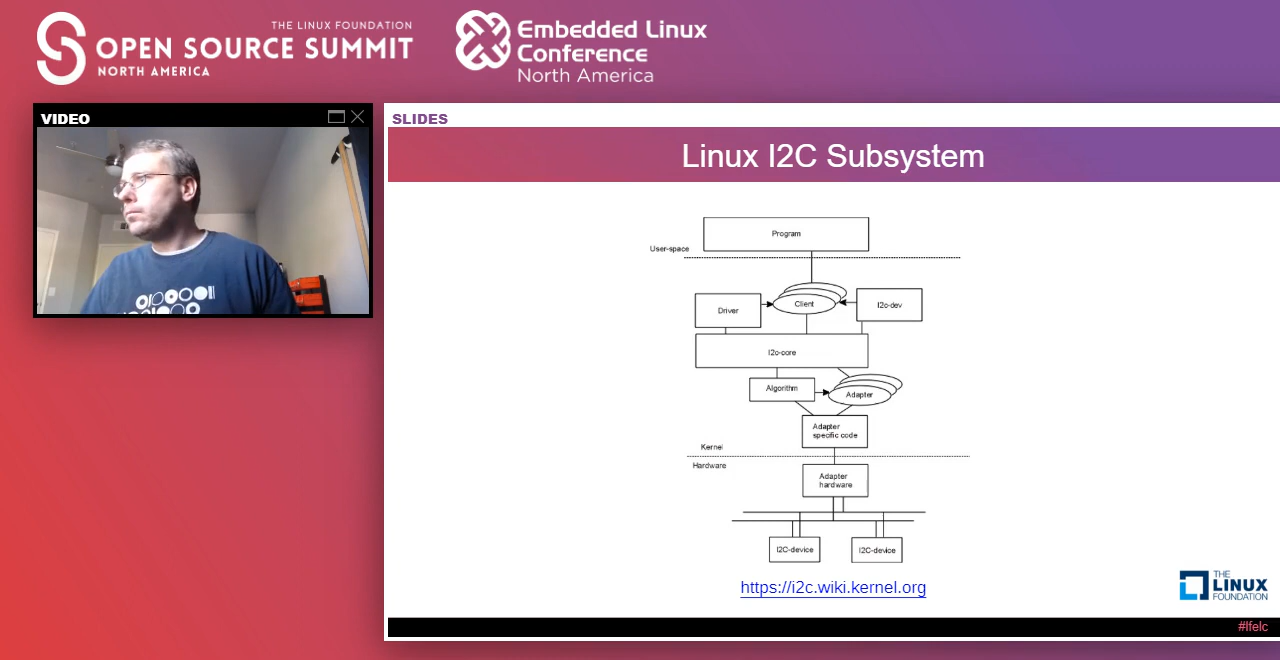 THE LINUX FOUNDATION
OPEN SOURCE SUMMIT
NORTH AMERICA
Embedded Linux
Conference
North America
VIDEO
SLIDES
Linux I2C Subsystem
Program
User-space
Client
Driver
I2c-dev
I2c-core
Algorithm
Adapter
Adapter
specific code
Kernel
Hardware
Adapter
hardware
I2C-device
I2C-device
https://i2c.wiki.kernel.org
THE
LINUX
FOUNDATION
#lfelc